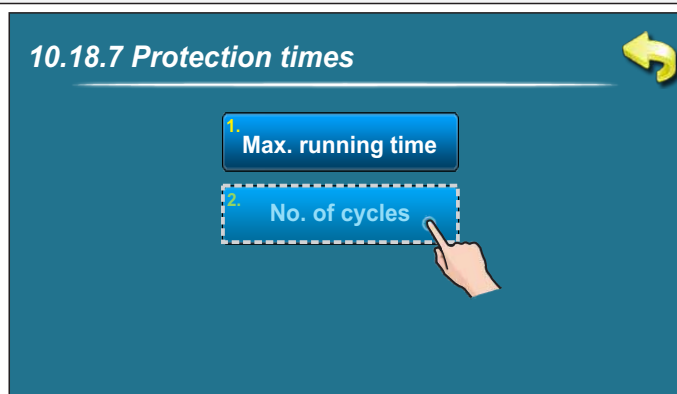 10.18.7 Protection times
1.
Max. running time
2.
No. of cycles